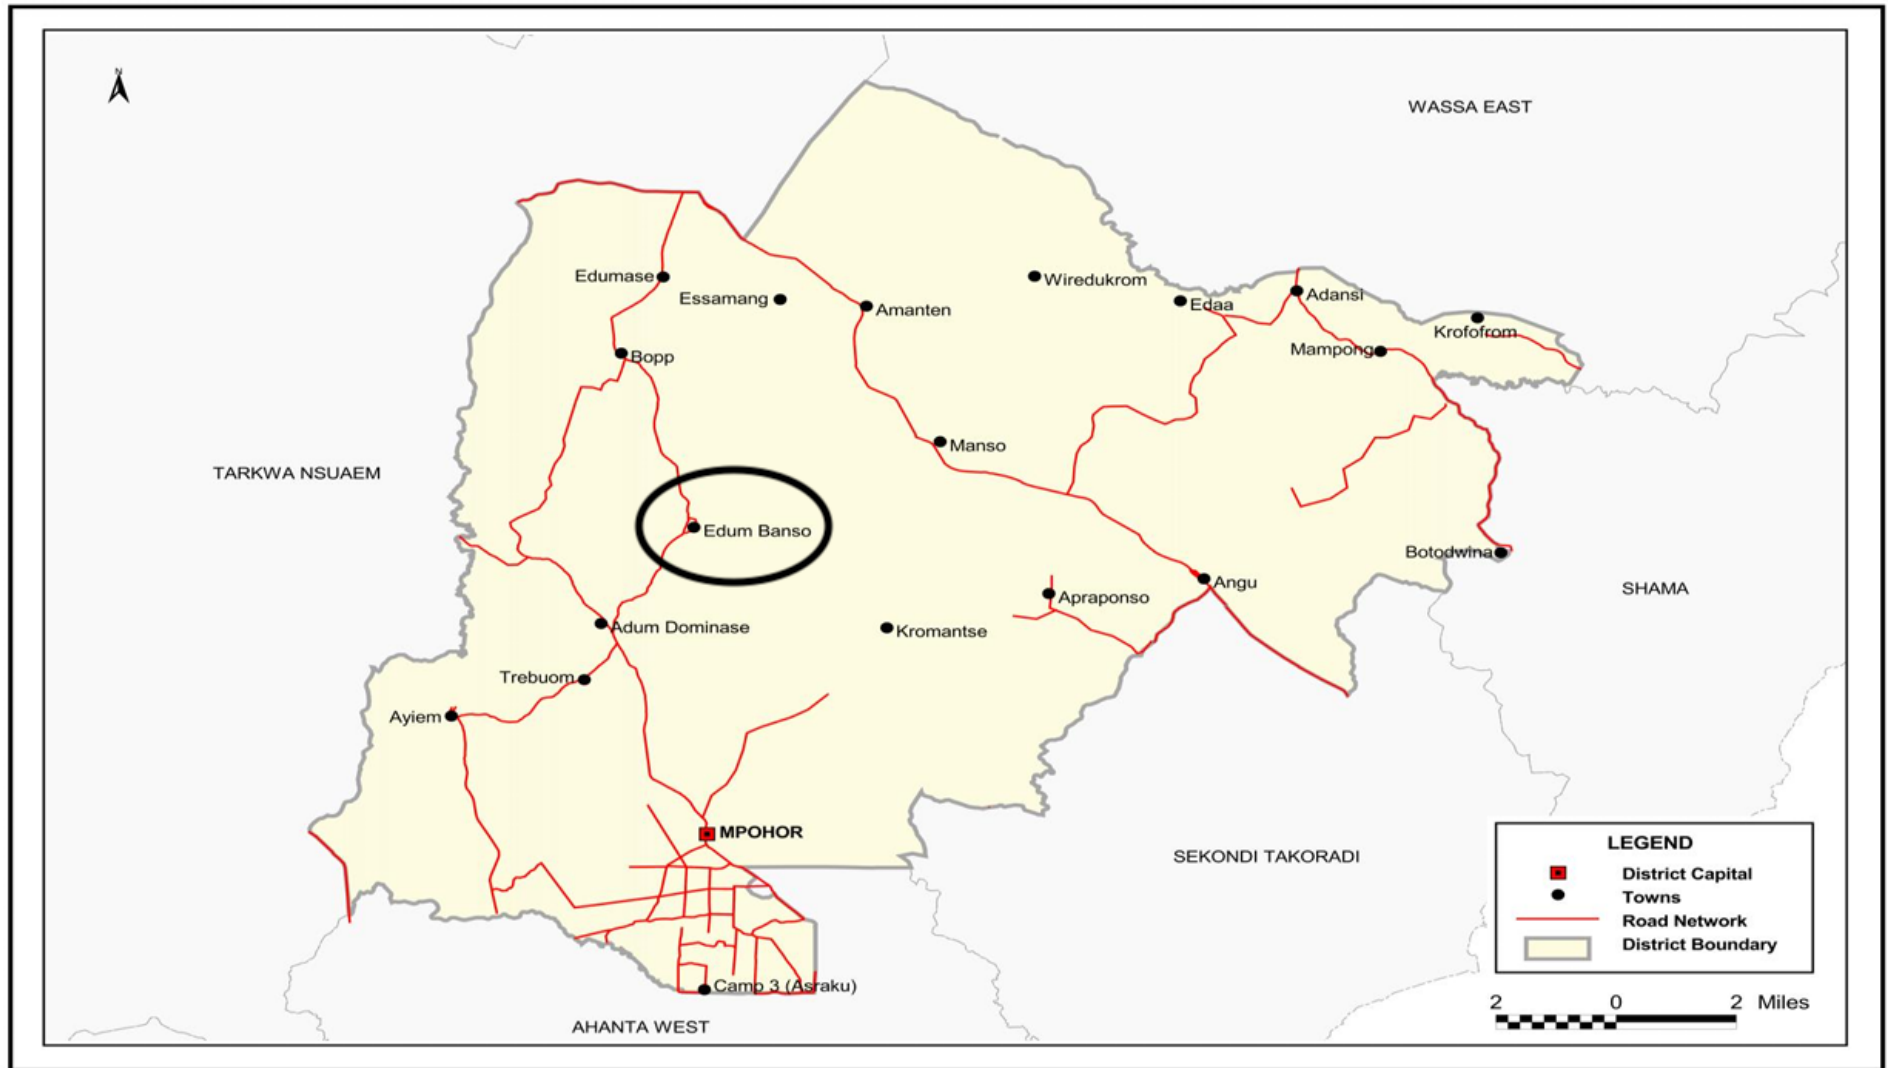 N
WASSA EAST
Edumase
Essamang
Amanten
Wiredukrom
Edaa
Adansi
Krofofrom
Mampong
Bopp
Manso
TARKWA NSUAEM
Edum Banso
Botodwina
Angu
SHAMA
Apraponso
Adum Dominase
Kromantse
Trebuom
Ayiem
MPOHOR
SEKONDI TAKORADI
Camp 3 (Asraku)
AHANTA WEST
LEGEND
District Capital
Towns
Road Network
District Boundary
2 0 2 Miles